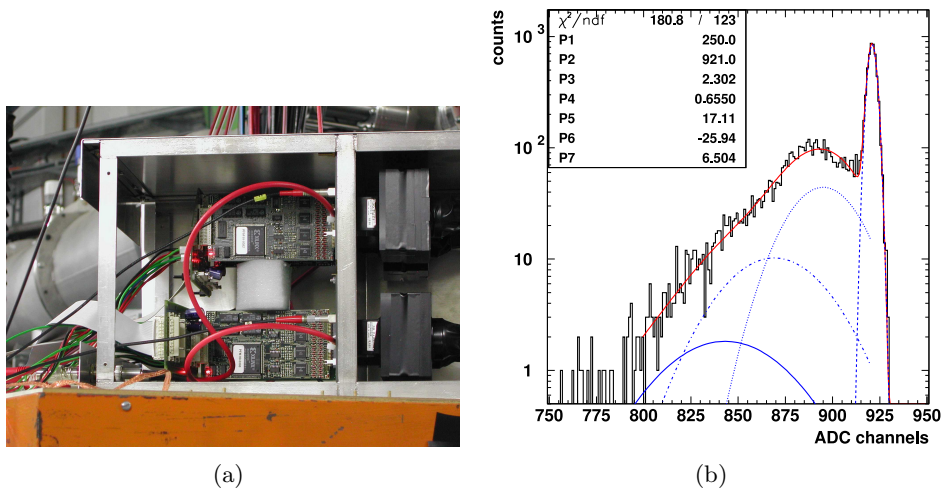 χ²/ndf 180.8 / 123
P1 250.0
P2 921.0
P3 2.302
P4 0.6550
P5 17.11
P6 -25.94
P7 6.504
counts
10³
10²
10
1
750 775 800 825 850 875 900 925 950
ADC channels
(a)
(b)